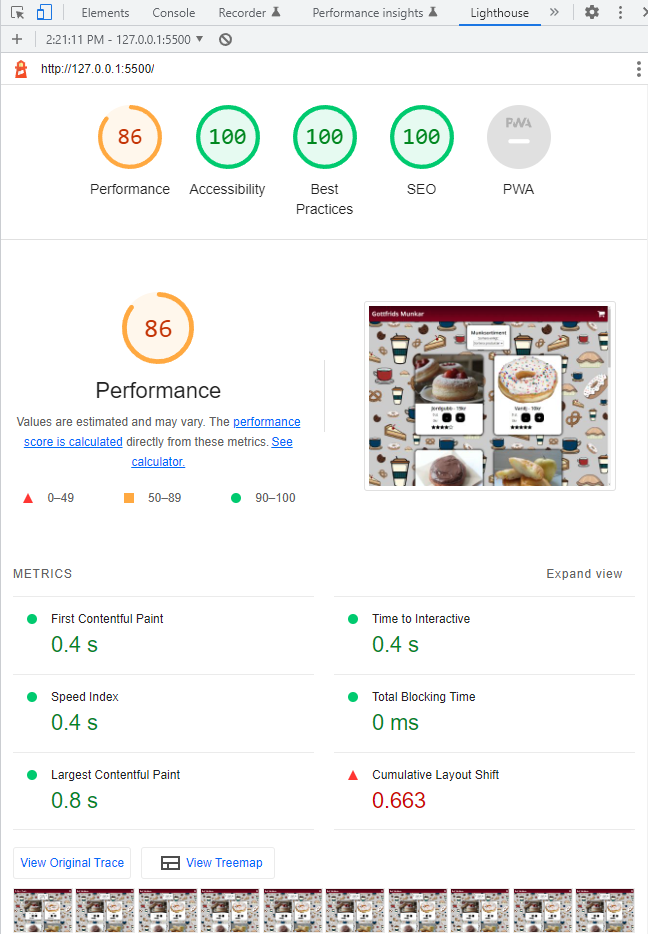 Elements Console Recorder Performance insights Lighthouse »
+ 2:21:11 PM - 127.0.0.1:5500 ▼
http://127.0.0.1:5500/
86 100 100 100 PWA
Performance Accessibility Best Practices SEO PWA
86
Performance
Values are estimated and may vary. The performance
score is calculated directly from these metrics. See
calculator.
0–49 50–89 90–100
Gottfrids Munkar
Munksortiment
Jordgubb - 15kr Vanilj - 15kr
METRICS Expand view
First Contentful Paint
0.4 s
Time to Interactive
0.4 s
Speed Index
0.4 s
Total Blocking Time
0 ms
Largest Contentful Paint
0.8 s
Cumulative Layout Shift
0.663
View Original Trace View Treemap